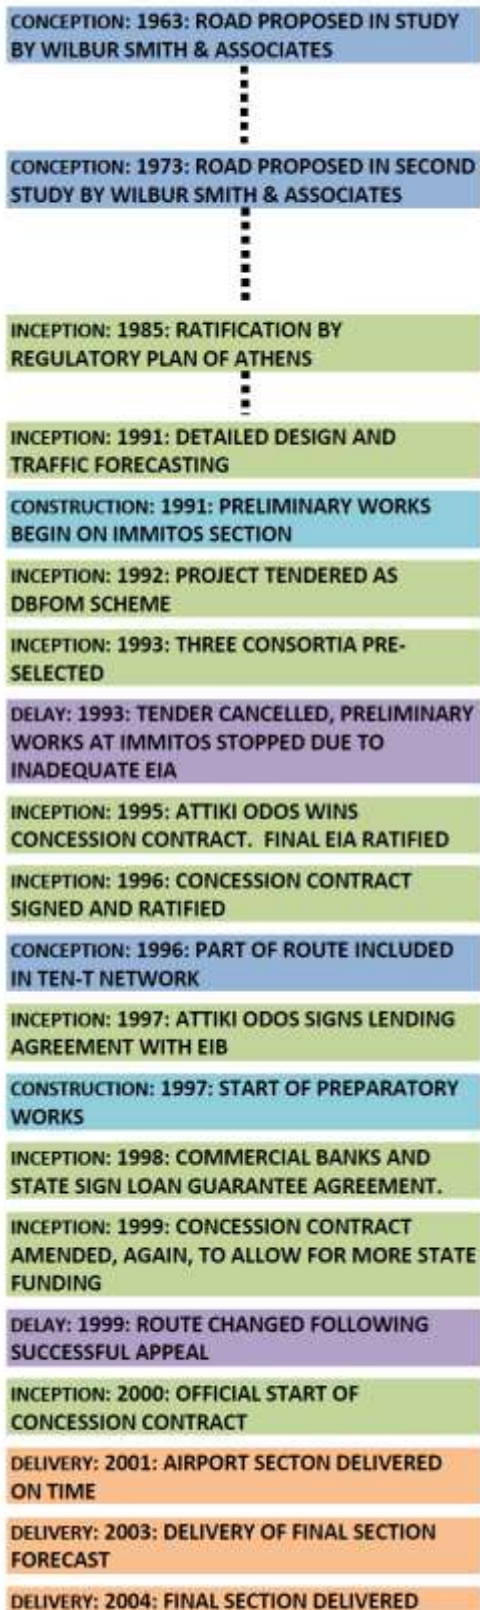 CONCEPTION: 1963: ROAD PROPOSED IN STUDY
BY WILBUR SMITH & ASSOCIATES
CONCEPTION: 1973: ROAD PROPOSED IN SECOND
STUDY BY WILBUR SMITH & ASSOCIATES
INCEPTION: 1985: RATIFICATION BY
REGULATORY PLAN OF ATHENS
INCEPTION: 1991: DETAILED DESIGN AND
TRAFFIC FORECASTING
CONSTRUCTION: 1991: PRELIMINARY WORKS
BEGIN ON IMMITOS SECTION
INCEPTION: 1992: PROJECT TENDERED AS
DBFOM SCHEME
INCEPTION: 1993: THREE CONSORTIA PRE-
SELECTED
DELAY: 1993: TENDER CANCELLED, PRELIMINARY
WORKS AT IMMITOS STOPPED DUE TO
INADEQUATE EIA
INCEPTION: 1995: ATTIKI ODOS WINS
CONCESSION CONTRACT. FINAL EIA RATIFIED
INCEPTION: 1996: CONCESSION CONTRACT
SIGNED AND RATIFIED
CONCEPTION: 1996: PART OF ROUTE INCLUDED
IN TEN-T NETWORK
INCEPTION: 1997: ATTIKI ODOS SIGNS LENDING
AGREEMENT WITH EIB
CONSTRUCTION: 1997: START OF PREPARATORY
WORKS
INCEPTION: 1998: COMMERCIAL BANKS AND
STATE SIGN LOAN GUARANTEE AGREEMENT.
INCEPTION: 1999: CONCESSION CONTRACT
AMENDED, AGAIN, TO ALLOW FOR MORE STATE
FUNDING
DELAY: 1999: ROUTE CHANGED FOLLOWING
SUCCESSFUL APPEAL
INCEPTION: 2000: OFFICIAL START OF
CONCESSION CONTRACT
DELIVERY: 2001: AIRPORT SECTON DELIVERED
ON TIME
DELIVERY: 2003: DELIVERY OF FINAL SECTION
FORECAST
DELIVERY: 2004: FINAL SECTION DELIVERED